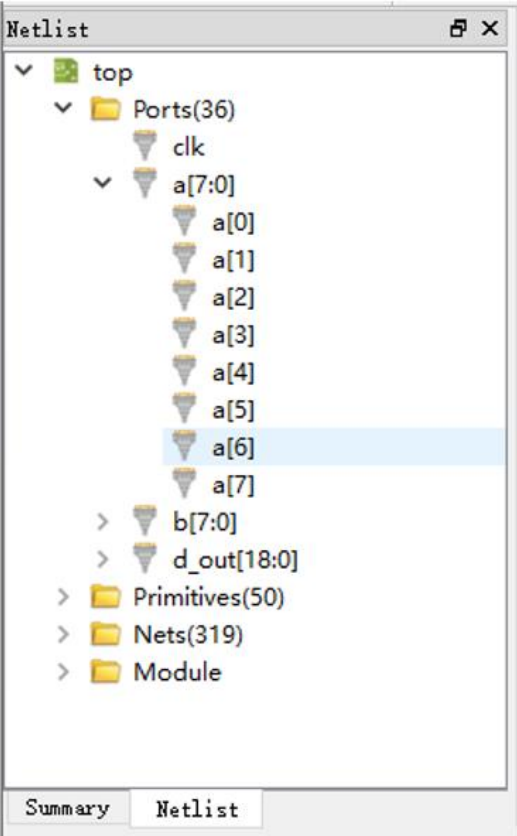 Netlist
top
Ports(36)
clk
a[7:0]
a[0]
a[1]
a[2]
a[3]
a[4]
a[5]
a[6]
a[7]
b[7:0]
d_out[18:0]
Primitives(50)
Nets(319)
Module
Summary Netlist